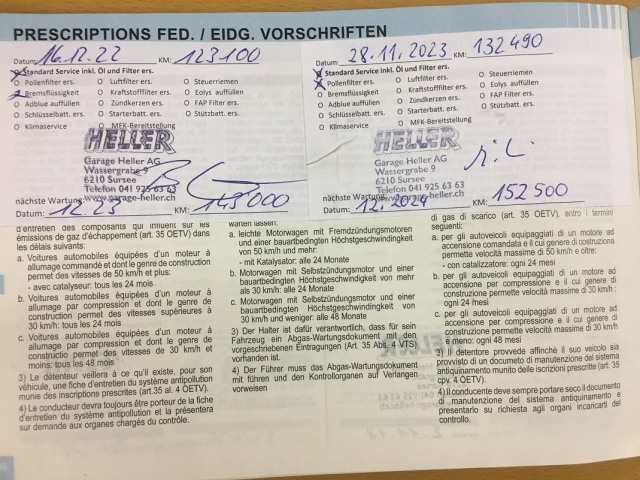 PRESCRIPTIONS FED. / EIDG. VORSCHRIFTEN
Datum: 16.12.22 KM: 123100
Standard Service inkl. Öl und Filter ers.
O Pollenfilter ers. O Luftfilter ers. O Steuerriemen
Bremsflüssigkeit O Kraftstofffilter ers. O Eolys auffüllen
O Adblue auffüllen O Zündkerzen ers. O FAP Filter ers.
O Schlüsselbatt. ers. O Starterbatt. ers. O Stützbatt. ers.
O Klimaservice O MFK-Bereitstellung
HELLER
Garage Heller AG
Wassergrabe 9
6210 Sursee
Telefon 041 925 63 63
www.garage-heller.ch
nächste Wartung:
Datum: 12.23 KM: 143000
Datum: 28.11.2023 KM: 132490
Standard Service inkl. Öl und Filter ers.
Pollenfilter ers. O Luftfilter ers. O Steuerriemen
O Bremsflüssigkeit O Kraftstofffilter ers. O Eolys auffüllen
O Adblue auffüllen O Zündkerzen ers. O FAP Filter ers.
O Schlüsselbatt. ers. O Starterbatt. ers. O Stützbatt. ers.
O Klimaservice O MFK-Bereitstellung
HELLER
Garage Heller AG
Wassergrabe 9
6210 Sursee
Telefon 041 925 63 63
www.garage-heller.ch
nächste Wartung:
Datum: 12.2024 KM: 152500
d'entretien des composants qui influent sur les
émissions de gaz d'échappement (art. 35 OETV) dans
les délais suivants:
a. Voitures automobiles équipées d'un moteur à
allumage commandé et dont le genre de construction
permet des vitesses de 50 km/h et plus:
- avec catalyseur: tous les 24 mois
b. Voitures automobiles équipées d'un moteur à
allumage par compression et dont le genre de
construction permet des vitesses supérieures à
30 km/h: tous les 24 mois
c. Voitures automobiles équipées d'un moteur à
allumage par compression et dont le genre de
constructio permet des vitesses de 30 km/h et
moins: tous les 48 mois
3) Le détenteur veillera à ce qu'il existe, pour son
véhicule, une fiche d'entretien du système antipollution
munie des inscriptions prescrites (art.35 al. 4 OETV).
4) Le conducteur devra toujours être porteur de la fiche
d'entretien du système antipollution et la présentera
sur demande aux organes chargés du contrôle.
warten lassen:
a. leichte Motorwagen mit Fremdzündungsmotoren
und einer bauartbedingten Höchstgeschwindigkeit
von 50 km/h und mehr:
- mit Katalysator: alle 24 Monate
b. Motorwagen mit Selbstzündungsmotor und einer
bauartbedingten Höchstgeschwindigkeit von mehr
als 30 km/h: alle 24 Monate
c. Motorwagen mit Selbstzündungsmotor und einer
bauartbedingten Höchstgeschwindigkeit von
30 km/h und weniger: alle 48 Monate
3) Der Halter ist dafür verantwortlich, dass für sein
Fahrzeug ein Abgas-Wartungsdokument mit den
vorgeschriebenen Eintragungen (Art. 35 Abs. 4 VTS)
vorhanden ist.
4) Der Führer muss das Abgas-Wartungsdokument
mit führen und den Kontrollorganen auf Verlangen
vorweisen
di gas di scarico (art. 35 OETV), entro i termini
seguenti:
a. per gli autoveicoli equipaggiati di un motore ad
accensione comandata e il cui genere di costruzione
permette velocità massime di 50 km/h e oltre:
- con catalizzatore: ogni 24 mesi
b. per gli autoveicoli equipaggiati di un motore ad
accensione per compressione e il cui genere di
costruzione permette velocità massime di 30 km/h :
ogni 24 mesi
c. per gli autoveicoli equipaggiati di un motore ad
accensione per compressione e il cui genere di
costruzione permette velocità massime di 30 km/h
e meno: ogni 48 mesi
3) Il detentore provvede affinché il suo veicolo sia
provvisto di un documento di manutenzione del sistema
antiquinamento munito delle iscrizioni prescritte (art. 35
cpv. 4 OETV).
4) Il conducente deve sempre portare seco il documento
di manutenzione del sistema antiquinamento e
presentarlo su richiesta agli organi incaricati del
controllo.